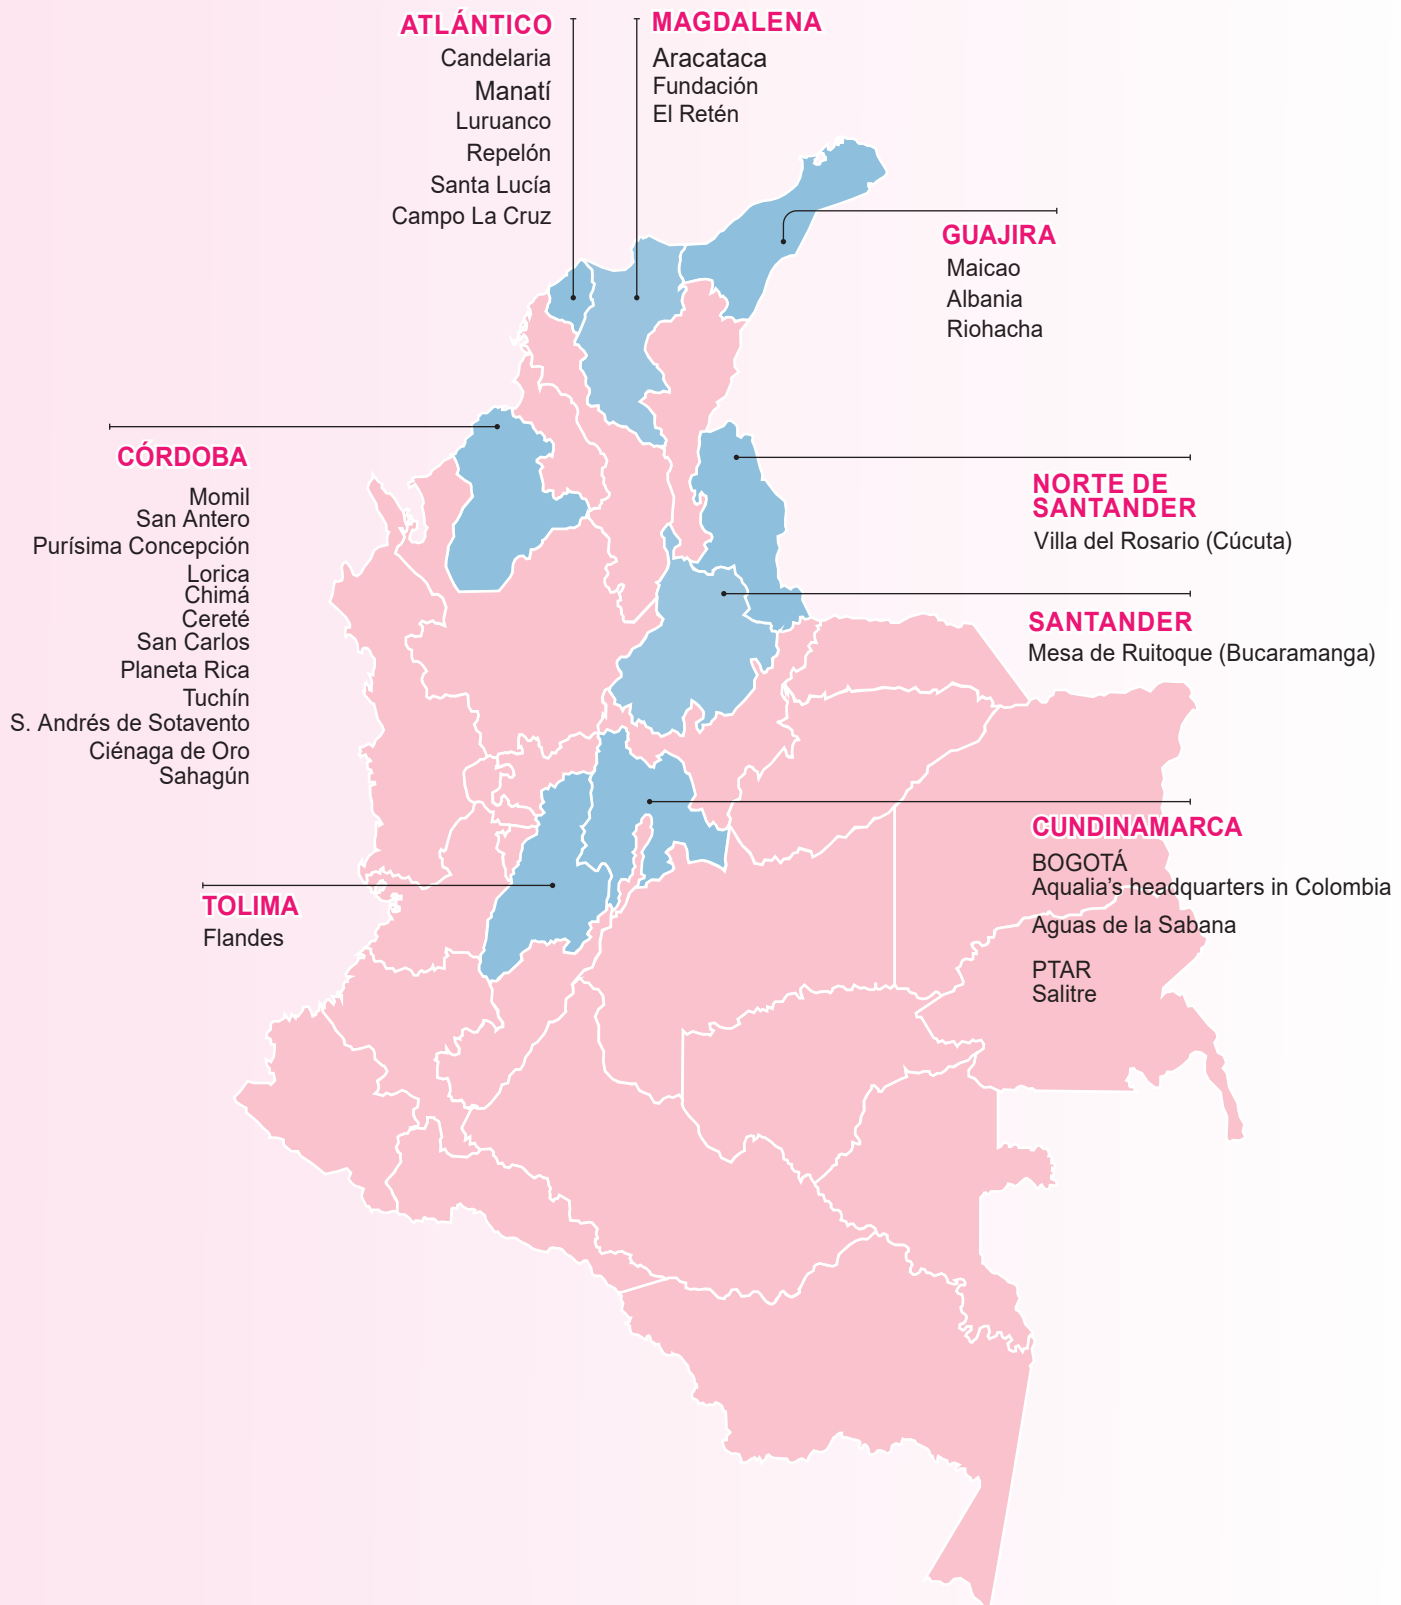 ATLÁNTICO
Candelaria
Manatí
Luruanco
Repelón
Santa Lucía
Campo La Cruz
MAGDALENA
Aracataca
Fundación
El Retén
GUAJIRA
Maicao
Albania
Riohacha
CÓRDOBA
Momil
San Antero
Purísima Concepción
Lorica
Chimá
Cereté
San Carlos
Planeta Rica
Tuchín
S. Andrés de Sotavento
Ciénaga de Oro
Sahagún
NORTE DE
SANTANDER
Villa del Rosario (Cúcuta)
SANTANDER
Mesa de Ruitoque (Bucaramanga)
CUNDINAMARCA
BOGOTÁ
Aqualia’s headquarters in Colombia
Aguas de la Sabana
PTAR
Salitre
TOLIMA
Flandes